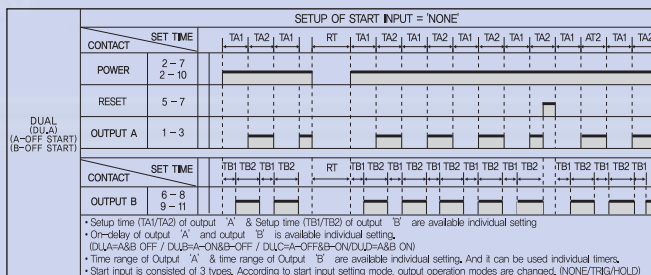 SETUP OF START INPUT = 'NONE'
CONTACT SET TIME TA1 TA2 TA1 RT TA1 TA2 TA1 TA2 TA1 TA2 TA1 TA1 AT2 TA1 TA2
POWER 2 - 7
2 - 10
RESET 5 - 7
DUAL
(DU.A)
(A-OFF START)
(B-OFF START)
OUTPUT A 1 - 3
CONTACT SET TIME TB1 TB2 TB1 TB2 RT TB1 TB2 TB1 TB2 TB1 TB2 TB1 TB2 TB1 TB2 TB1 TB2 TB1
OUTPUT B 6 - 8
9 - 11
• Setup time (TA1/TA2) of output 'A' & Setup time (TB1/TB2) of output 'B' are available individual setting
• On-delay of output 'A' and output 'B' is available individual setting.
(DU.A=A&B OFF / DU.B=A-ON&B-OFF / DU.C=A-OFF&B-ON/DU.D=A&B ON)
• Time range of Output 'A' & time range of Output 'B' are available individual setting. And it can be used individual timers.
• Start input is consisted of 3 types. According to start input setting mode, output operation modes are changed. (NONE/TRIG/HOLD)